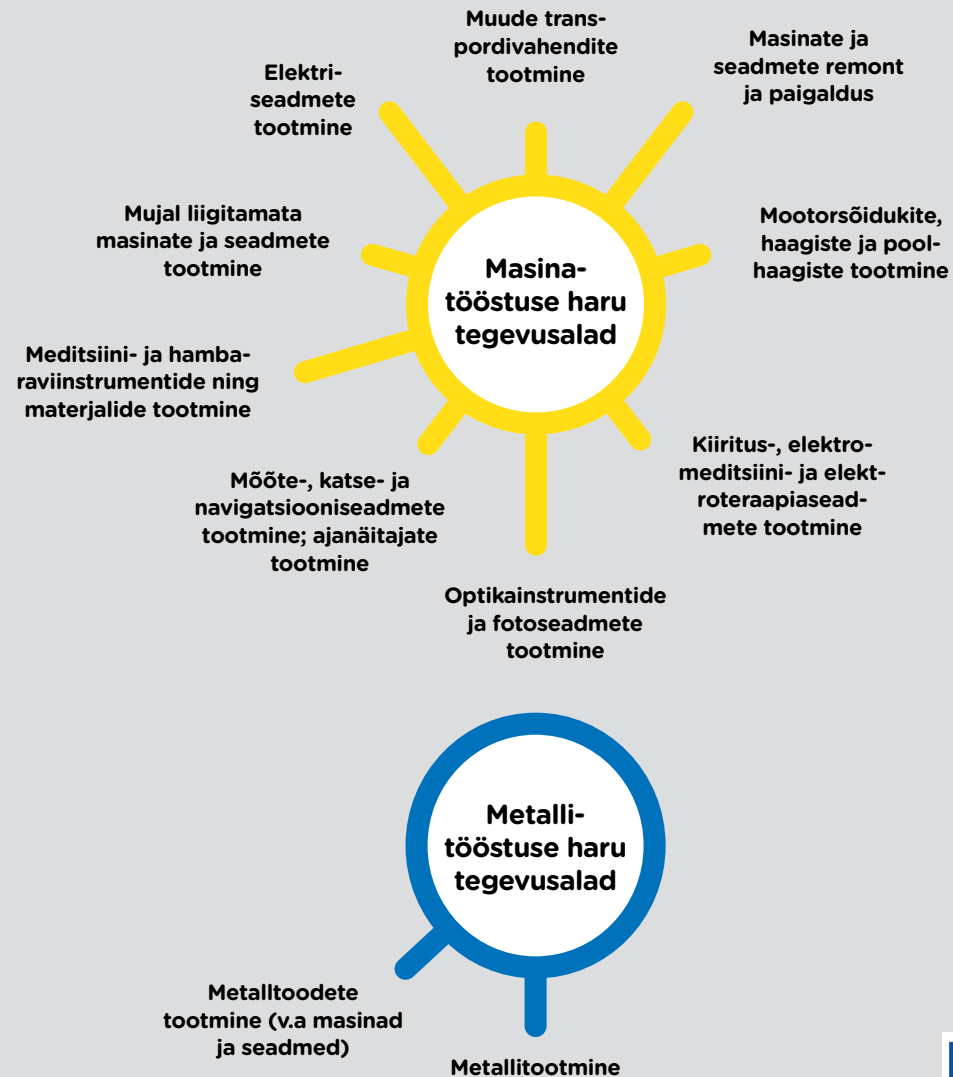 Muude trans-
pordivahendite
tootmine
Masinate ja
seadmete remont
ja paigaldus
Elektri-
seadmete
tootmine
Mujal liigitamata
masinate ja seadmete
tootmine
Mootorsõidukite,
haagiste ja pool-
haagiste tootmine
Masina-
tööstuse haru
tegevusalad
Meditsiini- ja hamba-
raviinstrumentide ning
materjalide tootmine
Kiiritus-, elektro-
meditsiini- ja elekt-
roteraapiasead-
mete tootmine
Mõõte-, katse- ja
navigatsiooniseadmete
tootmine; ajanäitajate
tootmine
Optikainstrumentide
ja fotoseadmete
tootmine
Metalli-
tööstuse haru
tegevusalad
Metalltoodete
tootmine (v.a masinad
ja seadmed)
Metallitootmine